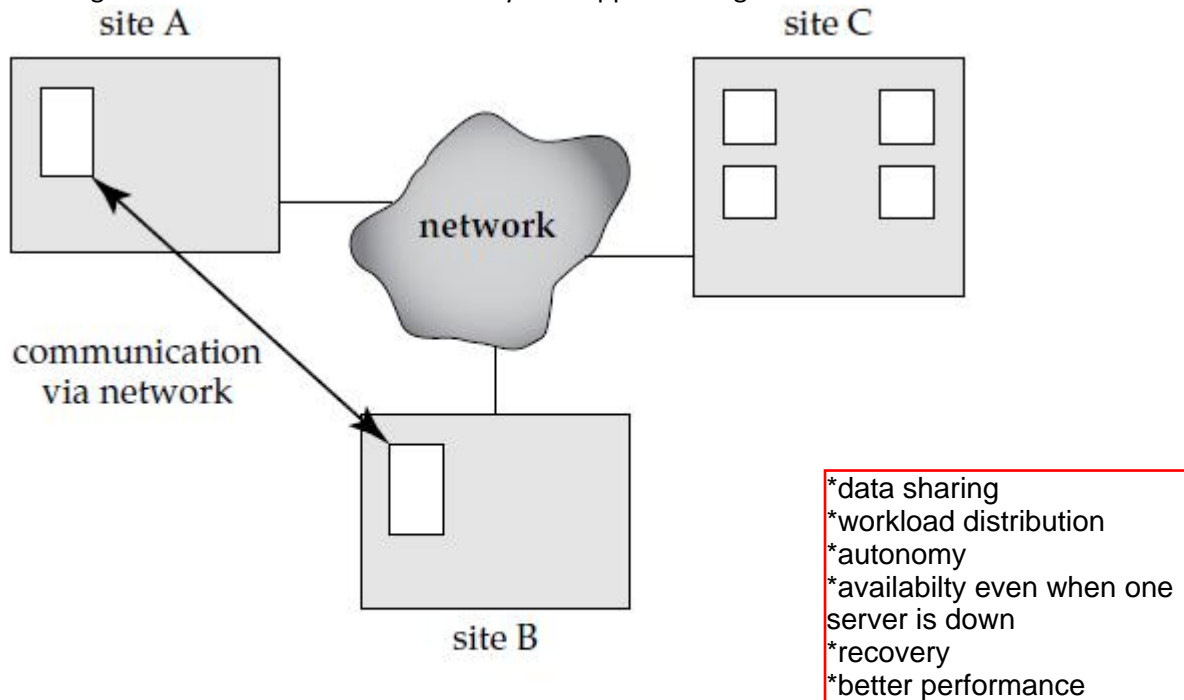 site A
site C
network
communication
via network
site B
*data sharing
*workload distribution
*autonomy
*availabilty even when one
server is down
*recovery
*better performance